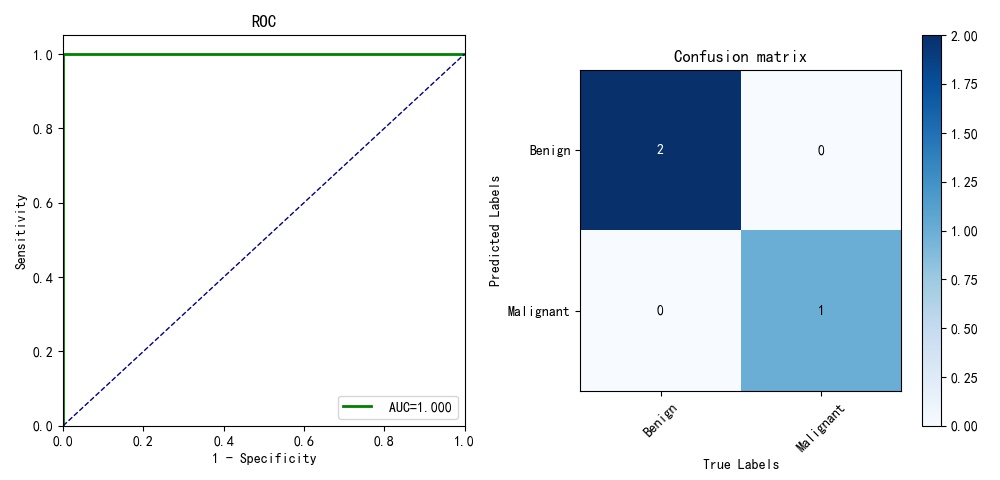 ROC
1.0
0.8
0.6
0.4
0.2
0.0
Sensitivity
0.0 0.2 0.4 0.6 0.8 1.0
1 - Specificity
AUC=1.000
Confusion matrix
Predicted Labels
Benign
Malignant
2 0
0 1
Benign Malignant
True Labels
2.00
1.75
1.50
1.25
1.00
0.75
0.50
0.25
0.00